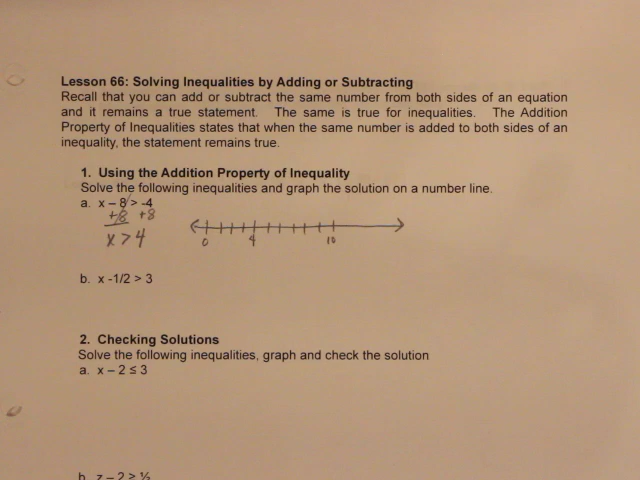 Lesson 66: Solving Inequalities by Adding or Subtracting
Recall that you can add or subtract the same number from both sides of an equation
and it remains a true statement. The same is true for inequalities. The Addition
Property of Inequalities states that when the same number is added to both sides of an
inequality, the statement remains true.
1. Using the Addition Property of Inequality
Solve the following inequalities and graph the solution on a number line.
a. x – 8 > -4
+8 +8
x > 4
0 4 10
b. x -1/2 > 3
2. Checking Solutions
Solve the following inequalities, graph and check the solution
a. x – 2 ≤ 3